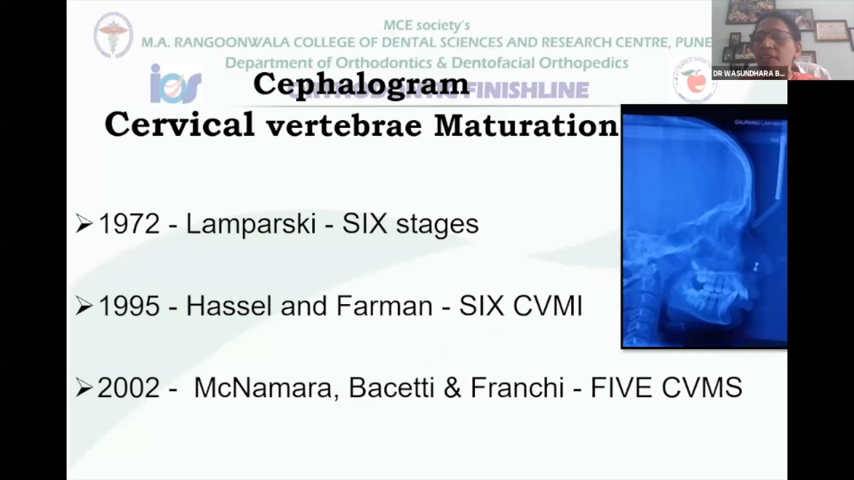 MCE society's
M.A. RANGOONWALA COLLEGE OF DENTAL SCIENCES AND RESEARCH CENTRE, PUNE
Department of Orthodontics & Dentofacial Orthopedics
ios
FINISHLINE
Cephalogram
Cervical vertebrae Maturation
DR WASUNDHARA B...
➢ 1972 - Lamparski - SIX stages
➢ 1995 - Hassel and Farman - SIX CVMI
➢ 2002 - McNamara, Bacetti & Franchi - FIVE CVMS